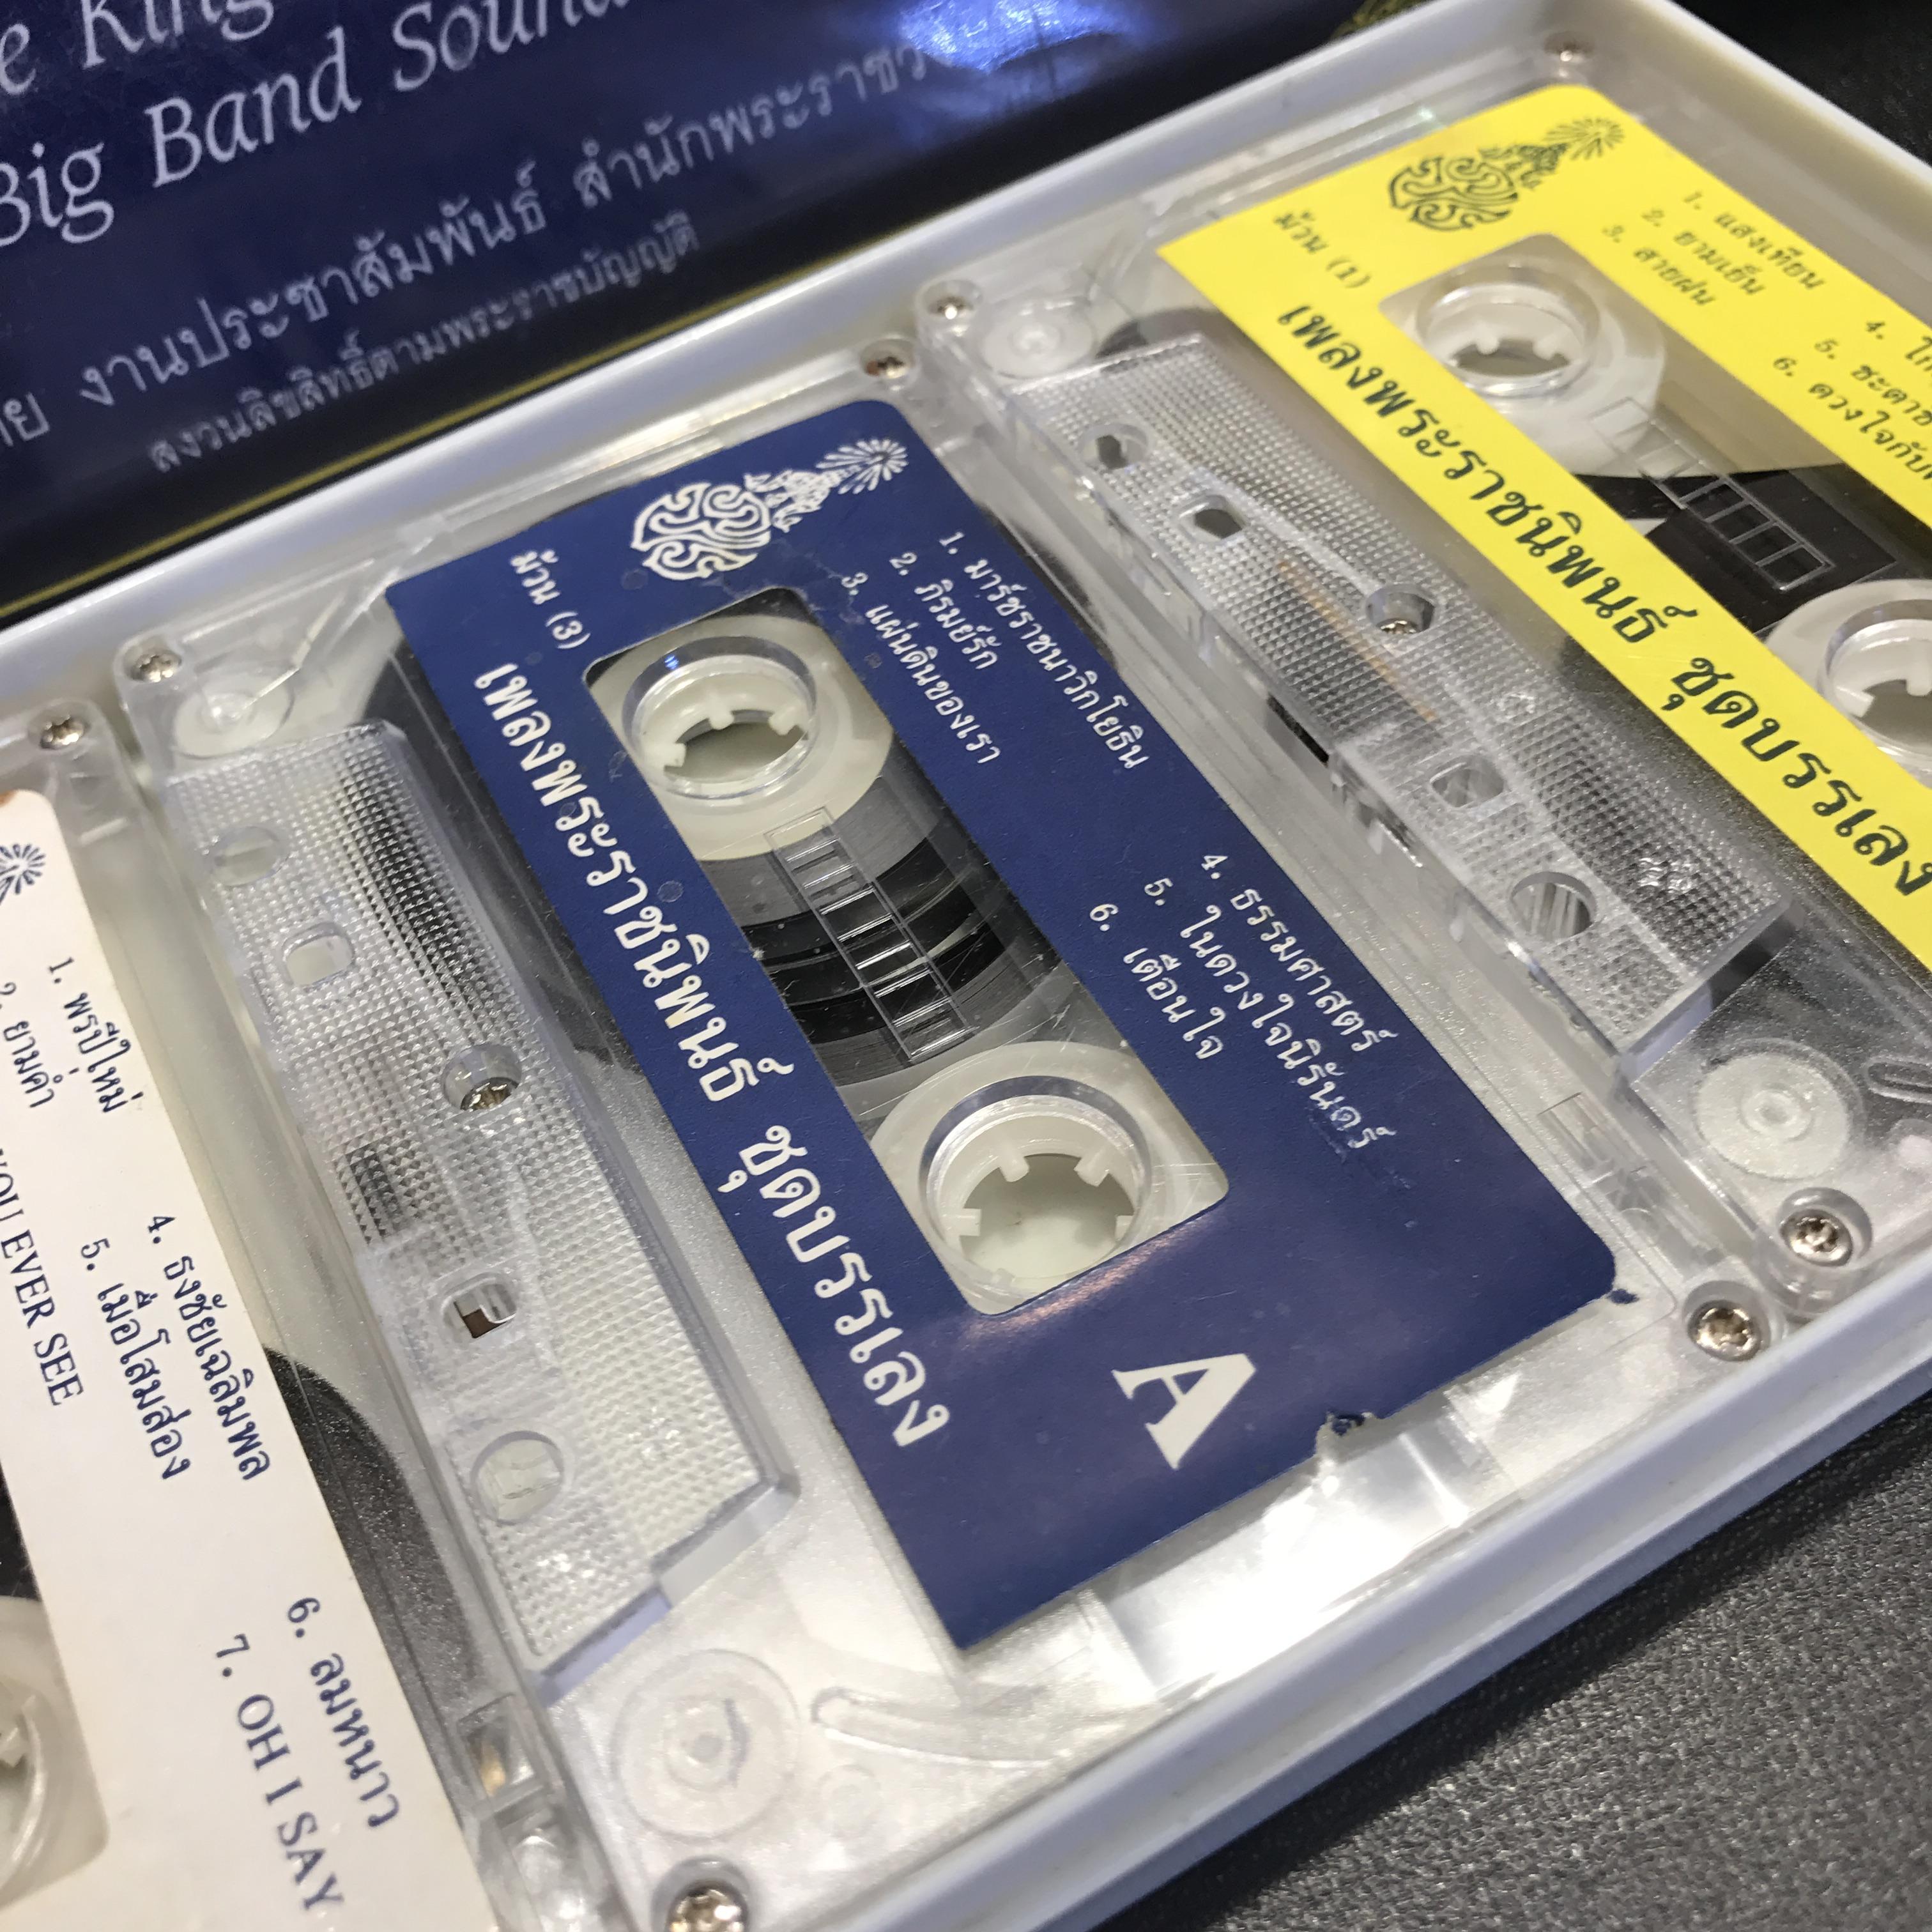 King
Big Band Sound
งานประชาสัมพันธ์ สำนักพระราชวัง
สงวนลิขสิทธิ์ตามพระราชบัญญัติ
1. พรปีใหม่
2. ยามค่ำ
YOU EVER SEE
4. ธงชัยเฉลิมพล
5. เมื่อโสมส่อง
6. ลมหนาว
7. OH I SAY
ม้วน (3)
1. มาร์ชราชนาวิกโยธิน
2. ภิรมย์รัก
3. แผ่นดินของเรา
4. ธรรมศาสตร์
5. ในดวงใจนิรันดร์
6. เตือนใจ
เพลงพระราชนิพนธ์ ชุดบรรเลง
A
ม้วน (1)
1. แสงเทียน
2. ยามเย็น
3. สายฝน
4.
5. ชะตา
6. ดวงใจกับ
เพลงพระราชนิพนธ์ ชุดบรรเลง